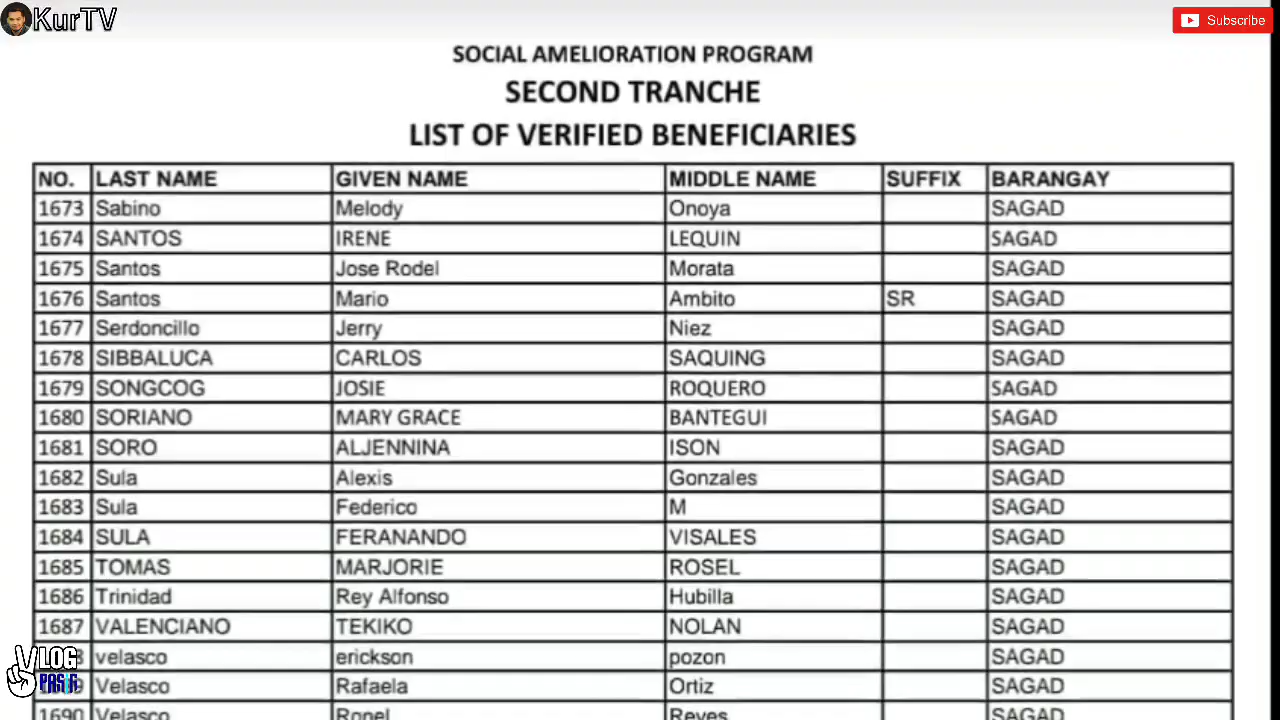 KurTV
Subscribe
SOCIAL AMELIORATION PROGRAM
SECOND TRANCHE
LIST OF VERIFIED BENEFICIARIES
NO. LAST NAME GIVEN NAME MIDDLE NAME SUFFIX BARANGAY
1673 Sabino Melody Onoya SAGAD
1674 SANTOS IRENE LEQUIN SAGAD
1675 Santos Jose Rodel Morata SAGAD
1676 Santos Mario Ambito SR SAGAD
1677 Serdoncillo Jerry Niez SAGAD
1678 SIBBALUCA CARLOS SAQUING SAGAD
1679 SONGCOG JOSIE ROQUERO SAGAD
1680 SORIANO MARY GRACE BANTEGUI SAGAD
1681 SORO ALJENNINA ISON SAGAD
1682 Sula Alexis Gonzales SAGAD
1683 Sula Federico M SAGAD
1684 SULA FERANANDO VISALES SAGAD
1685 TOMAS MARJORIE ROSEL SAGAD
1686 Trinidad Rey Alfonso Hubilla SAGAD
1687 VALENCIANO TEKIKO NOLAN SAGAD
velasco erickson pozon SAGAD
Velasco Rafaela Ortiz SAGAD
1690 Velasco Ronel Reyes SAGAD
VLOG
PASIG